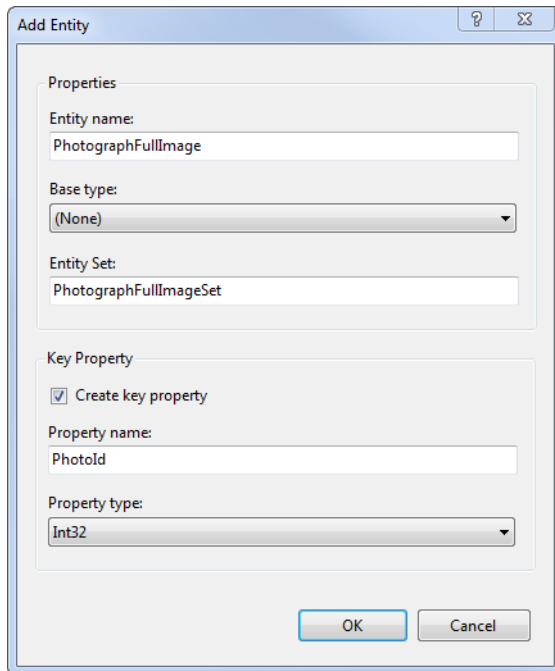 Add Entity
?
Properties
Entity name:
PhotographFullImage
Base type:
(None)
Entity Set:
PhotographFullImageSet
Key Property
Create key property
Property name:
PhotoId
Property type:
Int32
OK Cancel